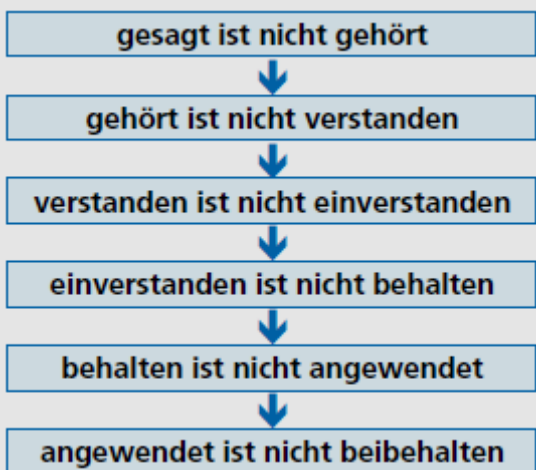 gesagt ist nicht gehört
gehört ist nicht verstanden
verstanden ist nicht einverstanden
einverstanden ist nicht behalten
behalten ist nicht angewendet
angewendet ist nicht beibehalten